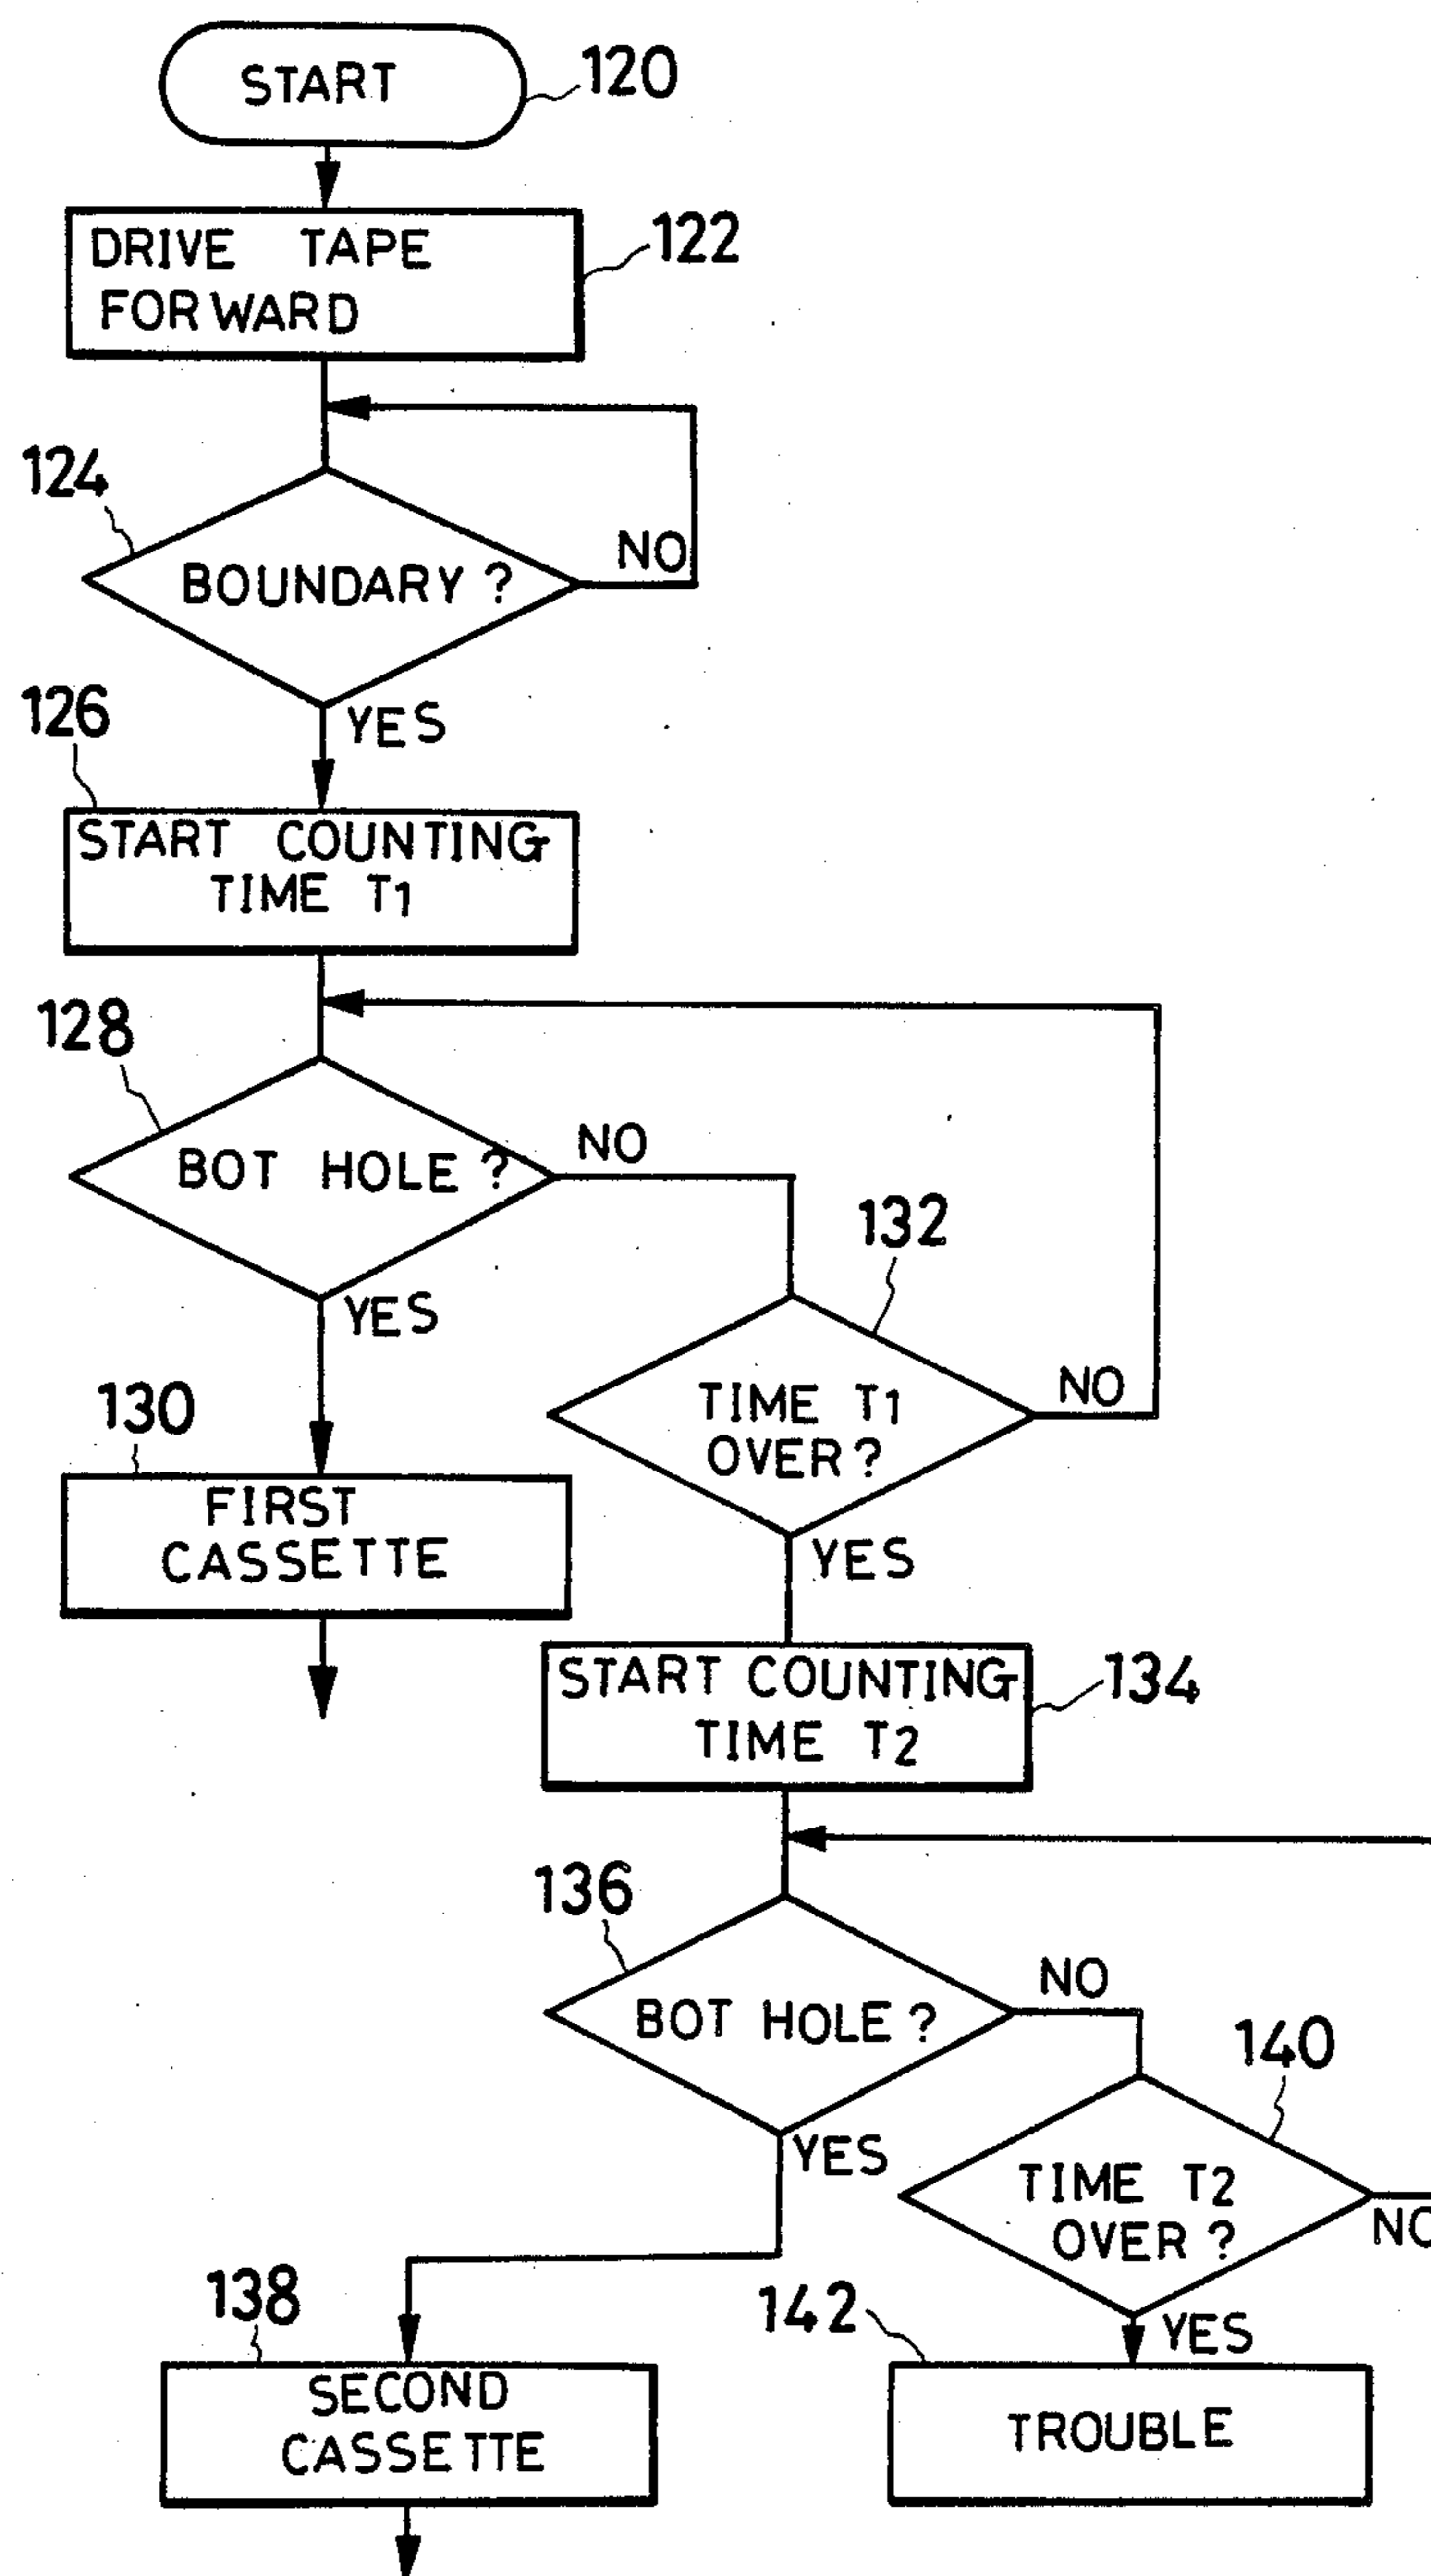 START
120
DRIVE TAPE
FORWARD
122
124
BOUNDARY ?
NO
YES
126
START COUNTING
TIME T1
128
BOT HOLE ?
NO
YES
132
TIME T1
OVER ?
NO
YES
130
FIRST
CASSETTE
START COUNTING
TIME T2
134
136
BOT HOLE ?
NO
YES
140
TIME T2
OVER ?
NO
YES
138
SECOND
CASSETTE
142
TROUBLE